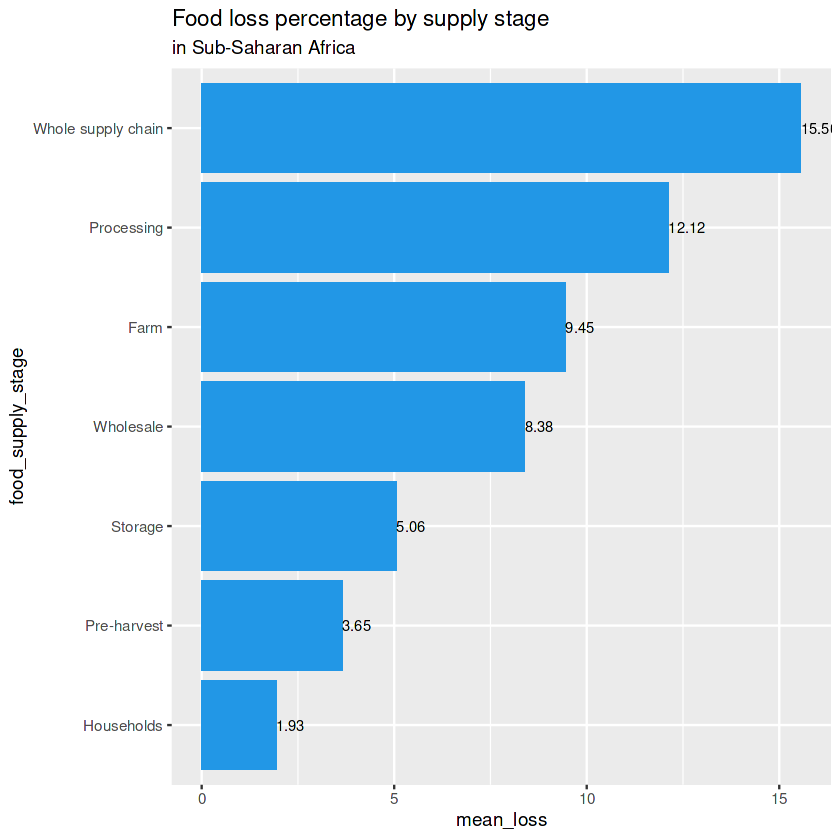 Food loss percentage by supply stage
in Sub-Saharan Africa
food_supply_stage
Whole supply chain
Processing
Farm
Wholesale
Storage
Pre-harvest
Households
12.12
9.45
8.38
5.06
3.65
1.93
0 5 10 15
mean_loss